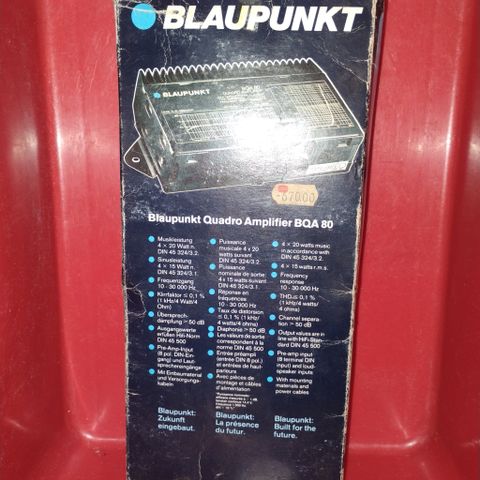 BLAUPUNKT
BLAUPUNKT
BQA 80
-670.00
Blaupunkt Quadro Amplifier BQA 80
Musikleistung
4 × 20 Watt n.
DIN 45 324/3.2.
Sinusleistung
4 × 15 Watt n.
DIN 45 324/3.1.
Frequenzgang
10 - 30 000 Hz
Klirrfaktor ≤ 0,1 %
(1 kHz/4 Watt/4
Ohm)
Übersprech-
dämpfung > 50 dB
Ausgangswerte
erfüllen Hifi-Norm
DIN 45 500
Pre-Amp-Input
(8 pol. DIN-Ein-
gang) und Laut-
sprechereingänge
Mit Einbaumaterial
und Versorgungs-
kabeln
Puissance
musicale 4 x 20
watts suivant
DIN 45 324/3.2.
Puissance
nominale de sortie
4 x 15 watts suivant
DIN 45 324/3.1.
Réponse en
fréquences
10 - 30 000 Hz
Taux de distorsion
≤ 0,1 % (1 kHz/
4 watts/4 ohms)
Diaphonie > 50 dB
Les valeurs de sortie
correspondent à la
norme DIN 45 500
Entrée préampli
(entrée DIN 8 pol.)
et entrées de haut-
parleurs
Avec pièces de
montage et câbles
d'alimentation
4 × 20 watts music
in accordance with
DIN 45 324/3.2.
4 × 15 watts r.m.s.
Frequency
response
10 - 30 000 Hz
THD ≤ 0,1 %
(1 kHz/4 watts/
4 ohms)
Channel separa-
tion > 50 dB
Output values are in
line with HiFi-Stan-
dard DIN 45 500
Pre-amp input
(8 terminal DIN
input) and loud-
speaker inputs
With mounting
materials and
power cables
Blaupunkt:
Zukunft
eingebaut.
Blaupunkt:
La présence
du futur.
Blaupunkt:
Built for the
future.